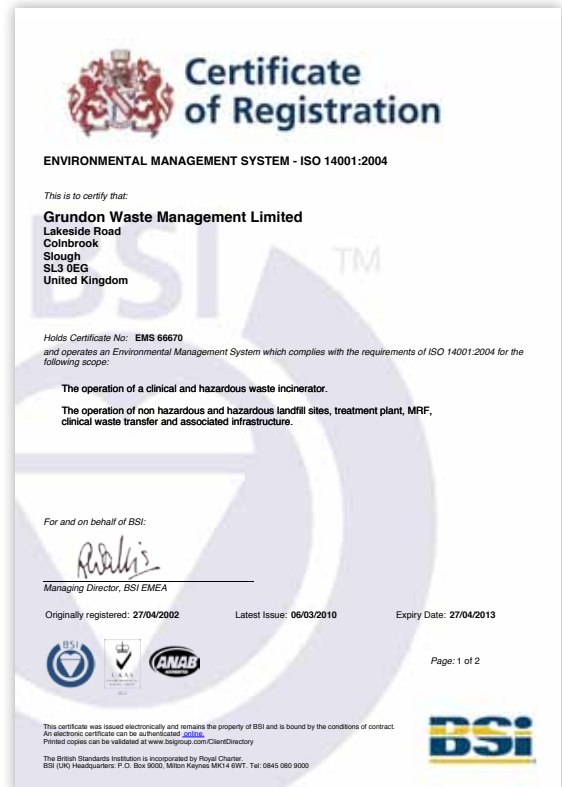 Certificate
of Registration
ENVIRONMENTAL MANAGEMENT SYSTEM - ISO 14001:2004
This is to certify that:
Grundon Waste Management Limited
Lakeside Road
Colnbrook
Slough
SL3 0EG
United Kingdom
BSI TM
Holds Certificate No: EMS 66670
and operates an Environmental Management System which complies with the requirements of ISO 14001:2004 for the
following scope:
The operation of a clinical and hazardous waste incinerator.
The operation of non hazardous and hazardous landfill sites, treatment plant, MRF,
clinical waste transfer and associated infrastructure.
For and on behalf of BSI:
Managing Director, BSI EMEA
Originally registered: 27/04/2002 Latest Issue: 06/03/2010 Expiry Date: 27/04/2013
BSI UKAS ANAB
Page: 1 of 2
This certificate was issued electronically and remains the property of BSI and is bound by the conditions of contract.
An electronic certificate can be authenticated online.
Printed copies can be validated at www.bsigroup.com/ClientDirectory
The British Standards Institution is incorporated by Royal Charter.
BSI (UK) Headquarters: P.O. Box 9000, Milton Keynes MK14 6WT. Tel: 0845 080 9000
BSi